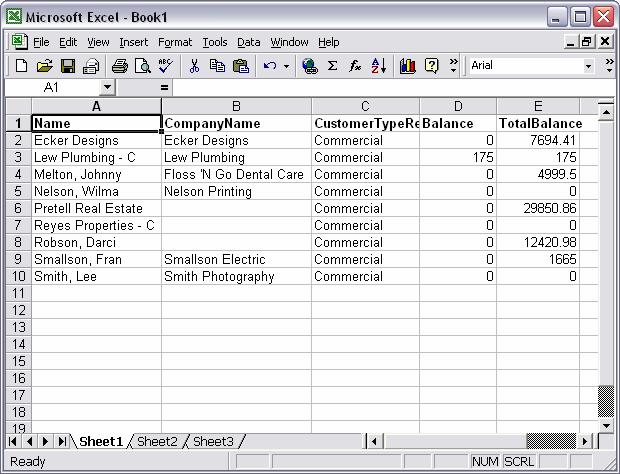 Microsoft Excel - Book1
File Edit View Insert Format Tools Data Window Help
Arial
A1 =
A B C D E
1 Name CompanyName CustomerTypeRe Balance TotalBalance
2 Ecker Designs Ecker Designs Commercial 0 7694.41
3 Lew Plumbing - C Lew Plumbing Commercial 175 175
4 Melton, Johnny Floss 'N Go Dental Care Commercial 0 4999.5
5 Nelson, Wilma Nelson Printing Commercial 0 0
6 Pretell Real Estate Commercial 0 29850.86
7 Reyes Properties - C Commercial 0 0
8 Robson, Darci Commercial 0 12420.98
9 Smallson, Fran Smallson Electric Commercial 0 1665
10 Smith, Lee Smith Photography Commercial 0 0
11
12
13
14
15
16
17
18
19
Sheet1 Sheet2 Sheet3
Ready NUM SCRL